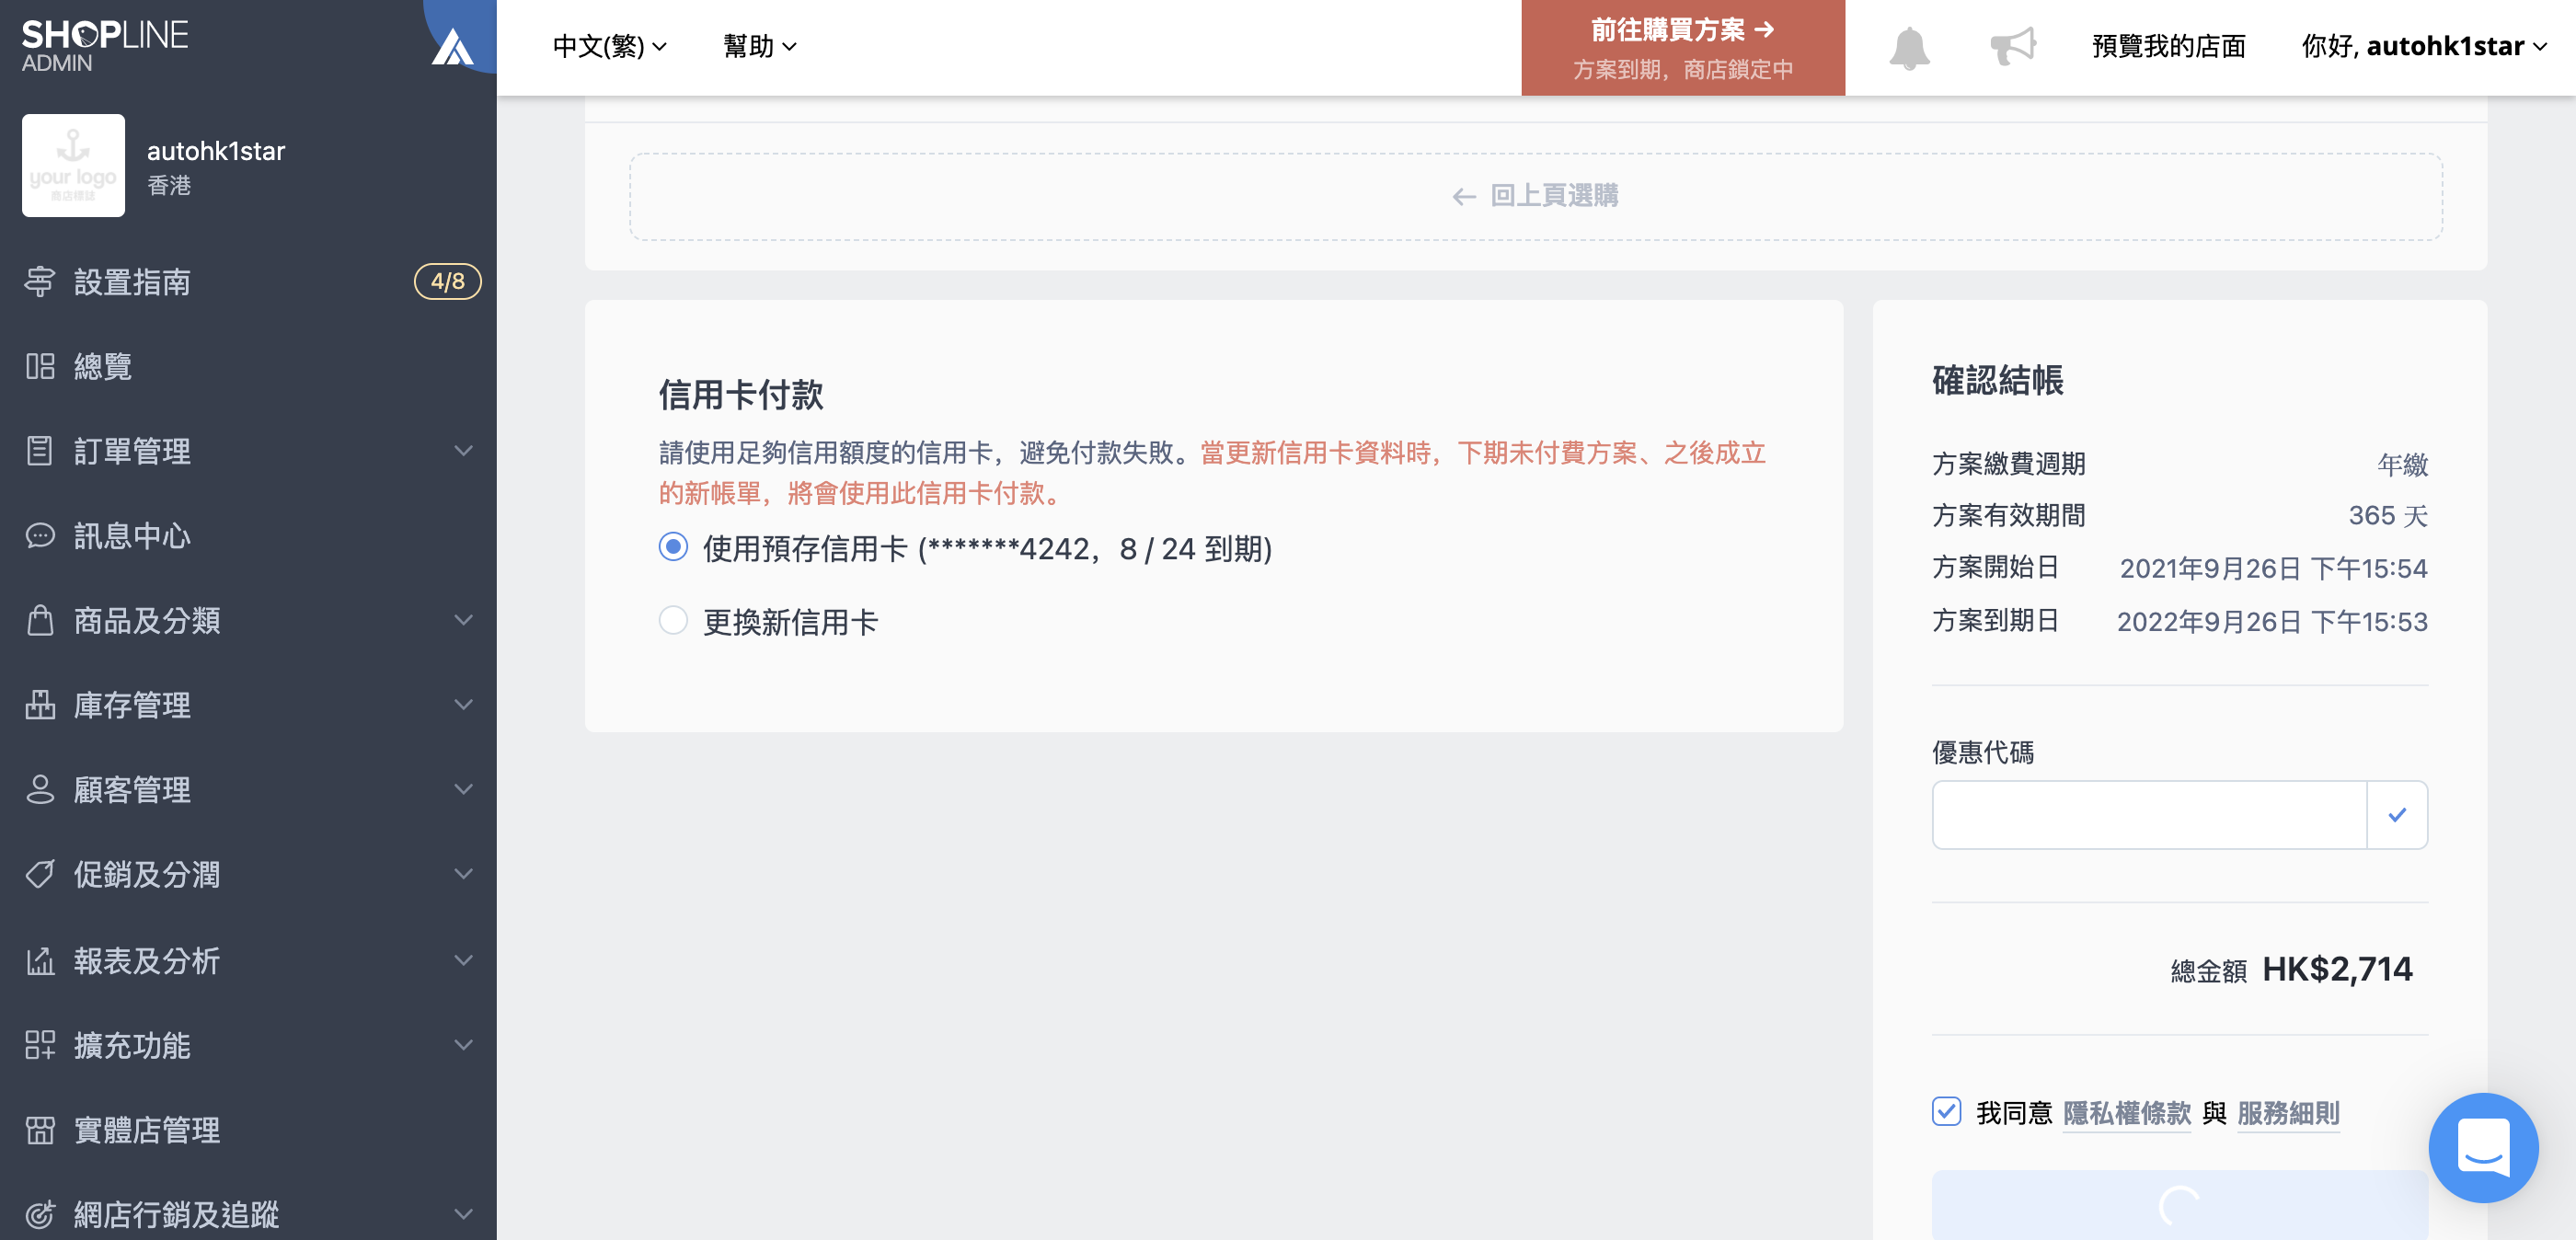 SHOPLINE
ADMIN
中文(繁)
幫助
前往購買方案 →
方案到期，商店鎖定中
預覽我的店面
你好, autohk1star
your logo
商店標誌
autohk1star
香港
設置指南
4/8
總覽
訂單管理
訊息中心
商品及分類
庫存管理
顧客管理
促銷及分潤
報表及分析
擴充功能
實體店管理
網店行銷及追蹤
← 回上頁選購
信用卡付款
請使用足夠信用額度的信用卡，避免付款失敗。當更新信用卡資料時，下期未付費方案、之後成立
的新帳單，將會使用此信用卡付款。
使用預存信用卡 (*******4242，8 / 24 到期)
更換新信用卡
確認結帳
方案繳費週期 年繳
方案有效期間 365 天
方案開始日 2021年9月26日 下午15:54
方案到期日 2022年9月26日 下午15:53
優惠代碼
總金額 HK$2,714
我同意 隱私權條款 與 服務細則